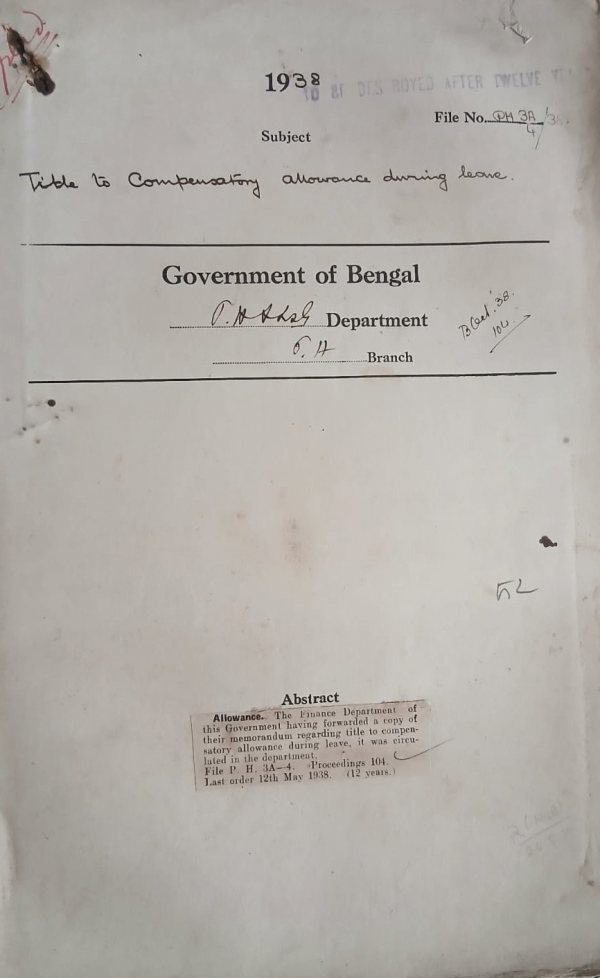 1938
TO BE DESTROYED AFTER TWELVE
File No. PH 3A/38.
4
Subject
Title to Compensatory allowance during leave.
Government of Bengal
P. H & L.S.G Department
P. H Branch
B Oct. '38.
104.
52
Abstract
Allowance. The Finance Department of
this Government having forwarded a copy of
their memorandum regarding title to compen-
satory allowance during leave, it was circu-
lated in the department.
File P. H. 3A—4. Proceedings 104.
Last order 12th May 1938. (12 years.)